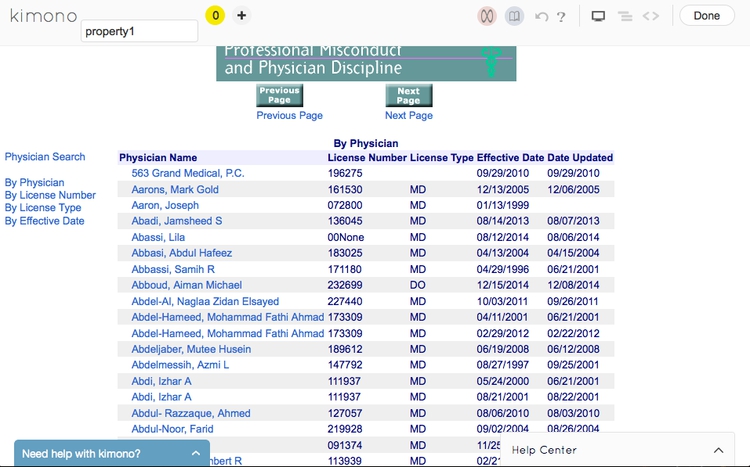 kimono
property1
0 +
?
Done
Professional Misconduct
and Physician Discipline
Previous Page Next Page
Previous Page Next Page
By Physician
Physician Search
By Physician
By License Number
By License Type
By Effective Date
Physician Name License Number License Type Effective Date Date Updated
563 Grand Medical, P.C. 196275 09/29/2010 09/29/2010
Aarons, Mark Gold 161530 MD 12/13/2005 12/06/2005
Aaron, Joseph 072800 MD 01/13/1999
Abadi, Jamsheed S 136045 MD 08/14/2013 08/07/2013
Abassi, Lila 00None MD 08/12/2014 08/06/2014
Abbasi, Abdul Hafeez 183025 MD 04/13/2004 04/15/2004
Abbassi, Samih R 171180 MD 04/29/1996 06/21/2001
Abboud, Aiman Michael 232699 DO 12/15/2014 12/08/2014
Abdel-Al, Naglaa Zidan Elsayed 227440 MD 10/03/2011 09/26/2011
Abdel-Hameed, Mohammad Fathi Ahmad 173309 MD 04/11/2001 06/21/2001
Abdel-Hameed, Mohammad Fathi Ahmad 173309 MD 02/29/2012 02/22/2012
Abdeljaber, Mutee Husein 189612 MD 06/19/2008 06/12/2008
Abdelmessih, Azmi L 147792 MD 08/27/1997 09/25/2001
Abdi, Izhar A 111937 MD 05/24/2000 06/21/2001
Abdi, Izhar A 111937 MD 08/21/2001 08/22/2001
Abdul- Razzaque, Ahmed 127057 MD 08/06/2010 08/03/2010
Abdul-Noor, Farid 219928 MD 09/02/2004 08/26/2004
091374 MD 11/25
bert R 113939 MD 02/21
Need help with kimono?
Help Center